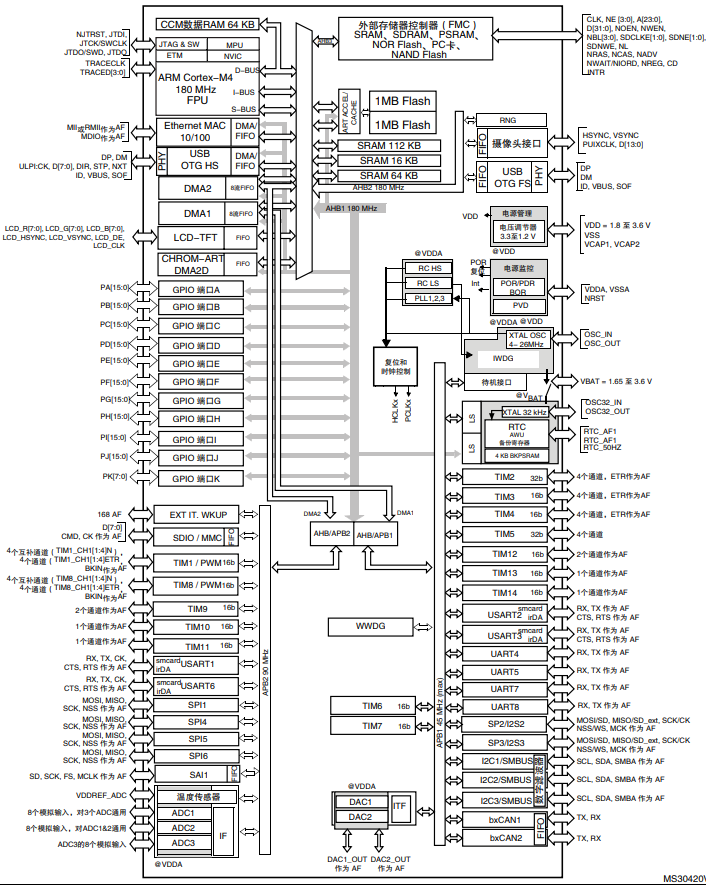 CCM数据RAM 64 KB
外部存储器控制器（FMC）
SRAM、SDRAM、PSRAM、
NOR Flash、PC卡、
NAND Flash
CLK, NE [3:0], A[23:0],
D[31:0], NOEN, NWEN,
NBL[3:0], SDCLKE[1:0], SDNE[1:0],
SDNWE, NL
NRAS, NCAS, NADV
NWAIT/NIORD, NREG, CD
INTR
NJTRST, JTDI,
JTCK/SWCLK
JTDO/SWD, JTDO
TRACECLK
TRACED[3:0]
JTAG & SW
MPU
ETM
NVIC
ARM Cortex-M4
180 MHz
FPU
D-BUS
I-BUS
S-BUS
AHB3
ART ACCEL/
CACHE
1MB Flash
1MB Flash
SRAM 112 KB
SRAM 16 KB
SRAM 64 KB
AHB2 180 MHz
AHB1 180 MHz
MII或RMII作为AF
MDIO作为AF
Ethernet MAC
10/100
DMA/
FIFO
DP, DM
ULPI:CK, D[7:0], DIR, STP, NXT
ID, VBUS, SOF
PHY
USB
OTG HS
DMA/
FIFO
DMA2
8流FIFO
DMA1
8流FIFO
LCD_R[7:0], LCD_G[7:0], LCD_B[7:0],
LCD_HSYNC, LCD_VSYNC, LCD_DE,
LCD_CLK
LCD-TFT
FIFO
CHROM-ART
DMA2D
FIFO
RNG
FIFO
摄像头接口
HSYNC, VSYNC
PUIXCLK, D[13:0]
FIFO
USB
OTG FS
PHY
DP
DM
ID, VBUS, SOF
VDD
电源管理
电压调节器
3.3至1.2 V
VDD = 1.8 至 3.6 V
VSS
VCAP1, VCAP2
@VDDA
RC HS
RC LS
PLL1,2,3
POR
复位
Int
电源监控
POR/PDR
BOR
PVD
VDDA, VSSA
NRST
@VDDA
@VDD
XTAL OSC
4- 26MHz
OSC_IN
OSC_OUT
IWDG
复位和
时钟控制
HCLKx
PCLKx
待机接口
VBAT = 1.65 至 3.6 V
@VBAT
LS
LS
XTAL 32 kHz
OSC32_IN
OSC32_OUT
RTC
AWU
备份寄存器
4 KB BKPSRAM
RTC_AF1
RTC_AF1
RTC_50HZ
PA[15:0]
GPIO 端口A
PB[15:0]
GPIO 端口B
PC[15:0]
GPIO 端口C
PD[15:0]
GPIO 端口D
PE[15:0]
GPIO 端口E
PF[15:0]
GPIO 端口F
PG[15:0]
GPIO 端口G
PH[15:0]
GPIO 端口H
PI[15:0]
GPIO 端口I
PJ[15:0]
GPIO 端口J
PK[7:0]
GPIO 端口K
DMA2
DMA1
AHB/APB2
AHB/APB1
168 AF
EXT IT. WKUP
D[7:0]
CMD, CK 作为 AF
SDIO / MMC
FIFO
4个互补通道（TIM1_CH1[1:4]N），
4个通道（TIM1_CH1[1:4]ETR，
BKIN作为AF
TIM1 / PWM
16b
4个互补通道（TIM8_CH1[1:4]N），
4个通道（TIM8_CH1[1:4]ETR，
BKIN作为AF
TIM8 / PWM
16b
2个通道作为AF
TIM9
16b
1个通道作为AF
TIM10
16b
1个通道作为AF
TIM11
16b
RX, TX, CK,
CTS, RTS 作为 AF
smcard
irDA
USART1
RX, TX, CK,
CTS, RTS 作为 AF
smcard
irDA
USART6
MOSI, MISO,
SCK, NSS 作为 AF
SPI1
MOSI, MISO,
SCK, NSS 作为 AF
SPI4
MOSI, MISO,
SCK, NSS 作为 AF
SPI5
MOSI, MISO,
SCK, NSS 作为 AF
SPI6
SD, SCK, FS, MCLK 作为 AF
SAI1
FIFO
APB2 90 MHz
VDDREF_ADC
温度传感器
8个模拟输入，对3个ADC通用
ADC1
8个模拟输入，对ADC1&2通用
ADC2
ADC3的8个模拟输入
ADC3
IF
@VDDA
WWDG
TIM6
16b
TIM7
16b
@VDDA
DAC1
DAC2
ITF
DAC1_OUT
作为 AF
DAC2_OUT
作为 AF
APB1 45 MHz (max)
TIM2
32b
4个通道，ETR作为AF
TIM3
16b
4个通道，ETR作为AF
TIM4
16b
4个通道，ETR作为AF
TIM5
32b
4个通道
TIM12
16b
2个通道作为AF
TIM13
16b
1个通道作为AF
TIM14
16b
1个通道作为AF
USART2
smcard
irDA
RX, TX 作为 AF
CTS, RTS 作为 AF
USART3
smcard
irDA
RX, TX 作为 AF
CTS, RTS 作为 AF
UART4
RX, TX 作为 AF
UART5
RX, TX 作为 AF
UART7
RX, TX 作为 AF
UART8
RX, TX 作为 AF
SP2/I2S2
MOSI/SD, MISO/SD_ext, SCK/CK
NSS/WS, MCK 作为 AF
SP3/I2S3
MOSI/SD, MISO/SD_ext, SCK/CK
NSS/WS, MCK 作为 AF
I2C1/SMBUS
SCL, SDA, SMBA 作为 AF
I2C2/SMBUS
SCL, SDA, SMBA 作为 AF
I2C3/SMBUS
SCL, SDA, SMBA 作为 AF
数字滤波器
bxCAN1
TX, RX
bxCAN2
TX, RX
FIFO
MS30420V